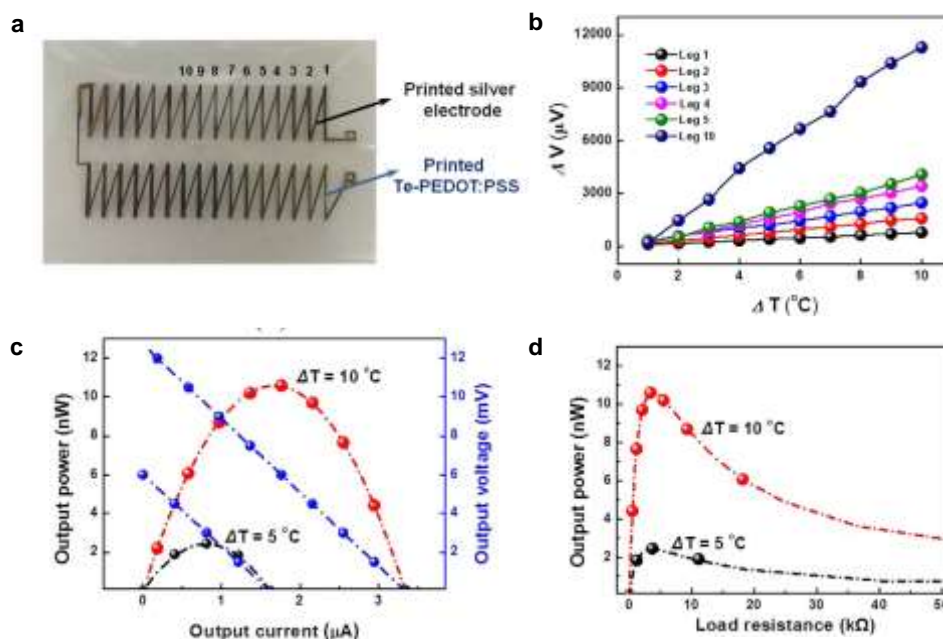 a
10 9 8 7 6 5 4 3 2 1
Printed silver
electrode
Printed
Te-PEDOT:PSS
b
12000
9000
6000
3000
0
Δ V (μV)
Leg 1
Leg 2
Leg 3
Leg 4
Leg 5
Leg 10
0 2 4 6 8 10
Δ T (°C)
c
Output power (nW)
12
10
8
6
4
2
ΔT = 10 °C
ΔT = 5 °C
12
10
8
6
4
2
Output voltage (mV)
0 1 2 3
Output current (μA)
d
Output power (nW)
12
10
8
6
4
2
ΔT = 10 °C
ΔT = 5 °C
0 10 20 30 40 50
Load resistance (kΩ)